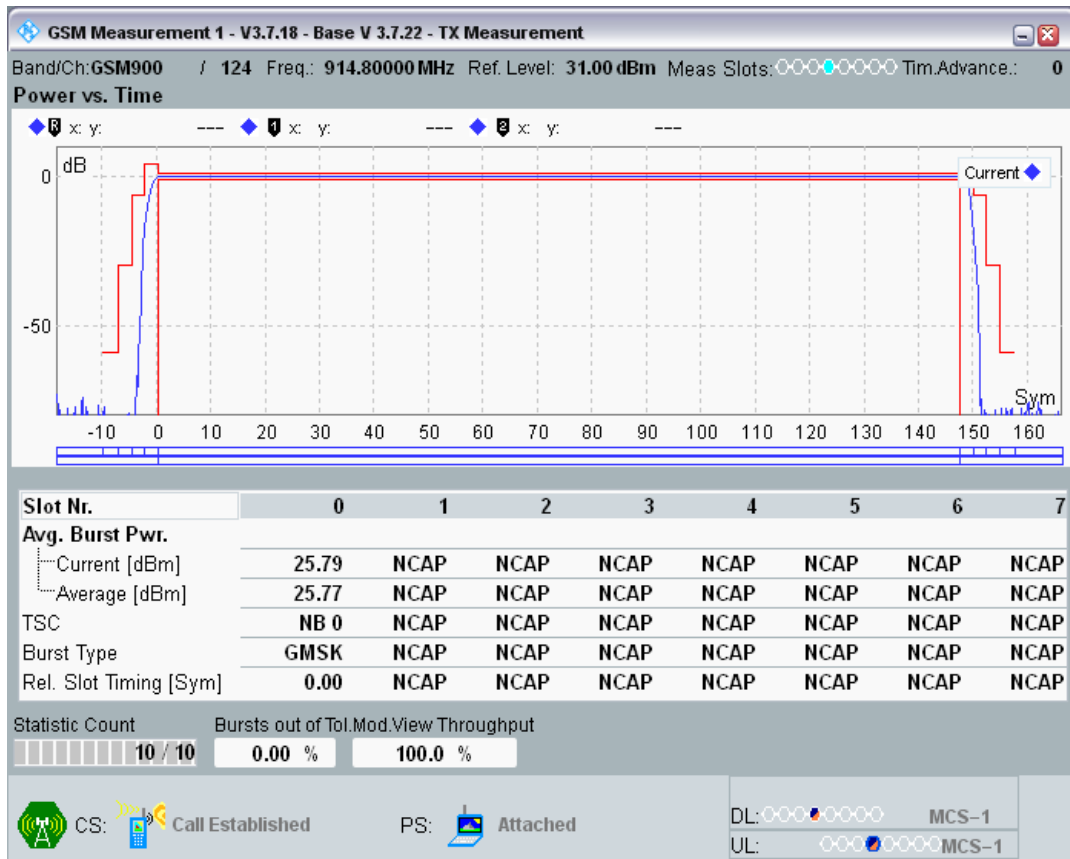 GSM Measurement 1 - V3.7.18 - Base V 3.7.22 - TX Measurement
Band/Ch:GSM900 / 124 Freq.: 914.80000 MHz Ref. Level: 31.00 dBm Meas Slots: Tim.Advance.: 0
Power vs. Time
R x: y: --- 1 x: y: --- 2 x: y: ---
dB
Current
0
-50
Sym
-10 0 10 20 30 40 50 60 70 80 90 100 110 120 130 140 150 160
Slot Nr. 0 1 2 3 4 5 6 7
Avg. Burst Pwr.
Current [dBm] 25.79 NCAP NCAP NCAP NCAP NCAP NCAP NCAP
Average [dBm] 25.77 NCAP NCAP NCAP NCAP NCAP NCAP NCAP
TSC NB 0 NCAP NCAP NCAP NCAP NCAP NCAP NCAP
Burst Type GMSK NCAP NCAP NCAP NCAP NCAP NCAP NCAP
Rel. Slot Timing [Sym] 0.00 NCAP NCAP NCAP NCAP NCAP NCAP NCAP
Statistic Count Bursts out of Tol.Mod.View Throughput
10 / 10 0.00 % 100.0 %
CS: Call Established PS: Attached
DL: MCS-1
UL: MCS-1